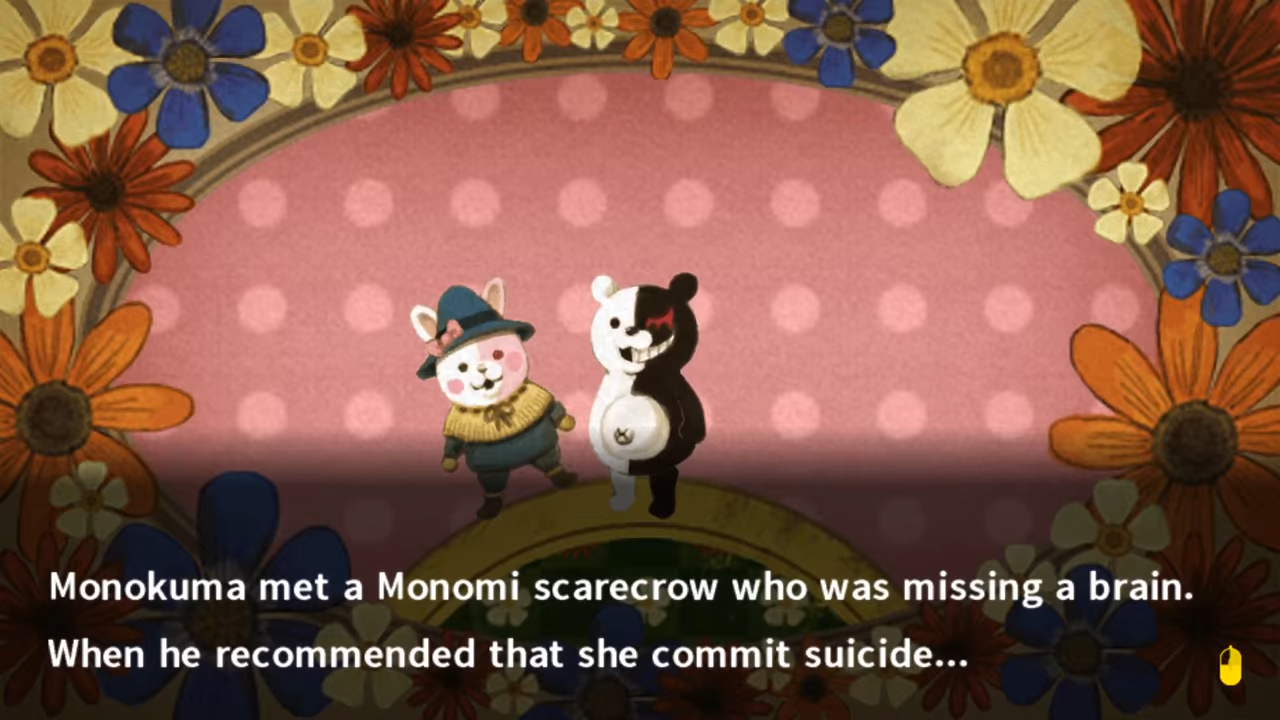 Monokuma met a Monomi scarecrow who was missing a brain.
When he recommended that she commit suicide...